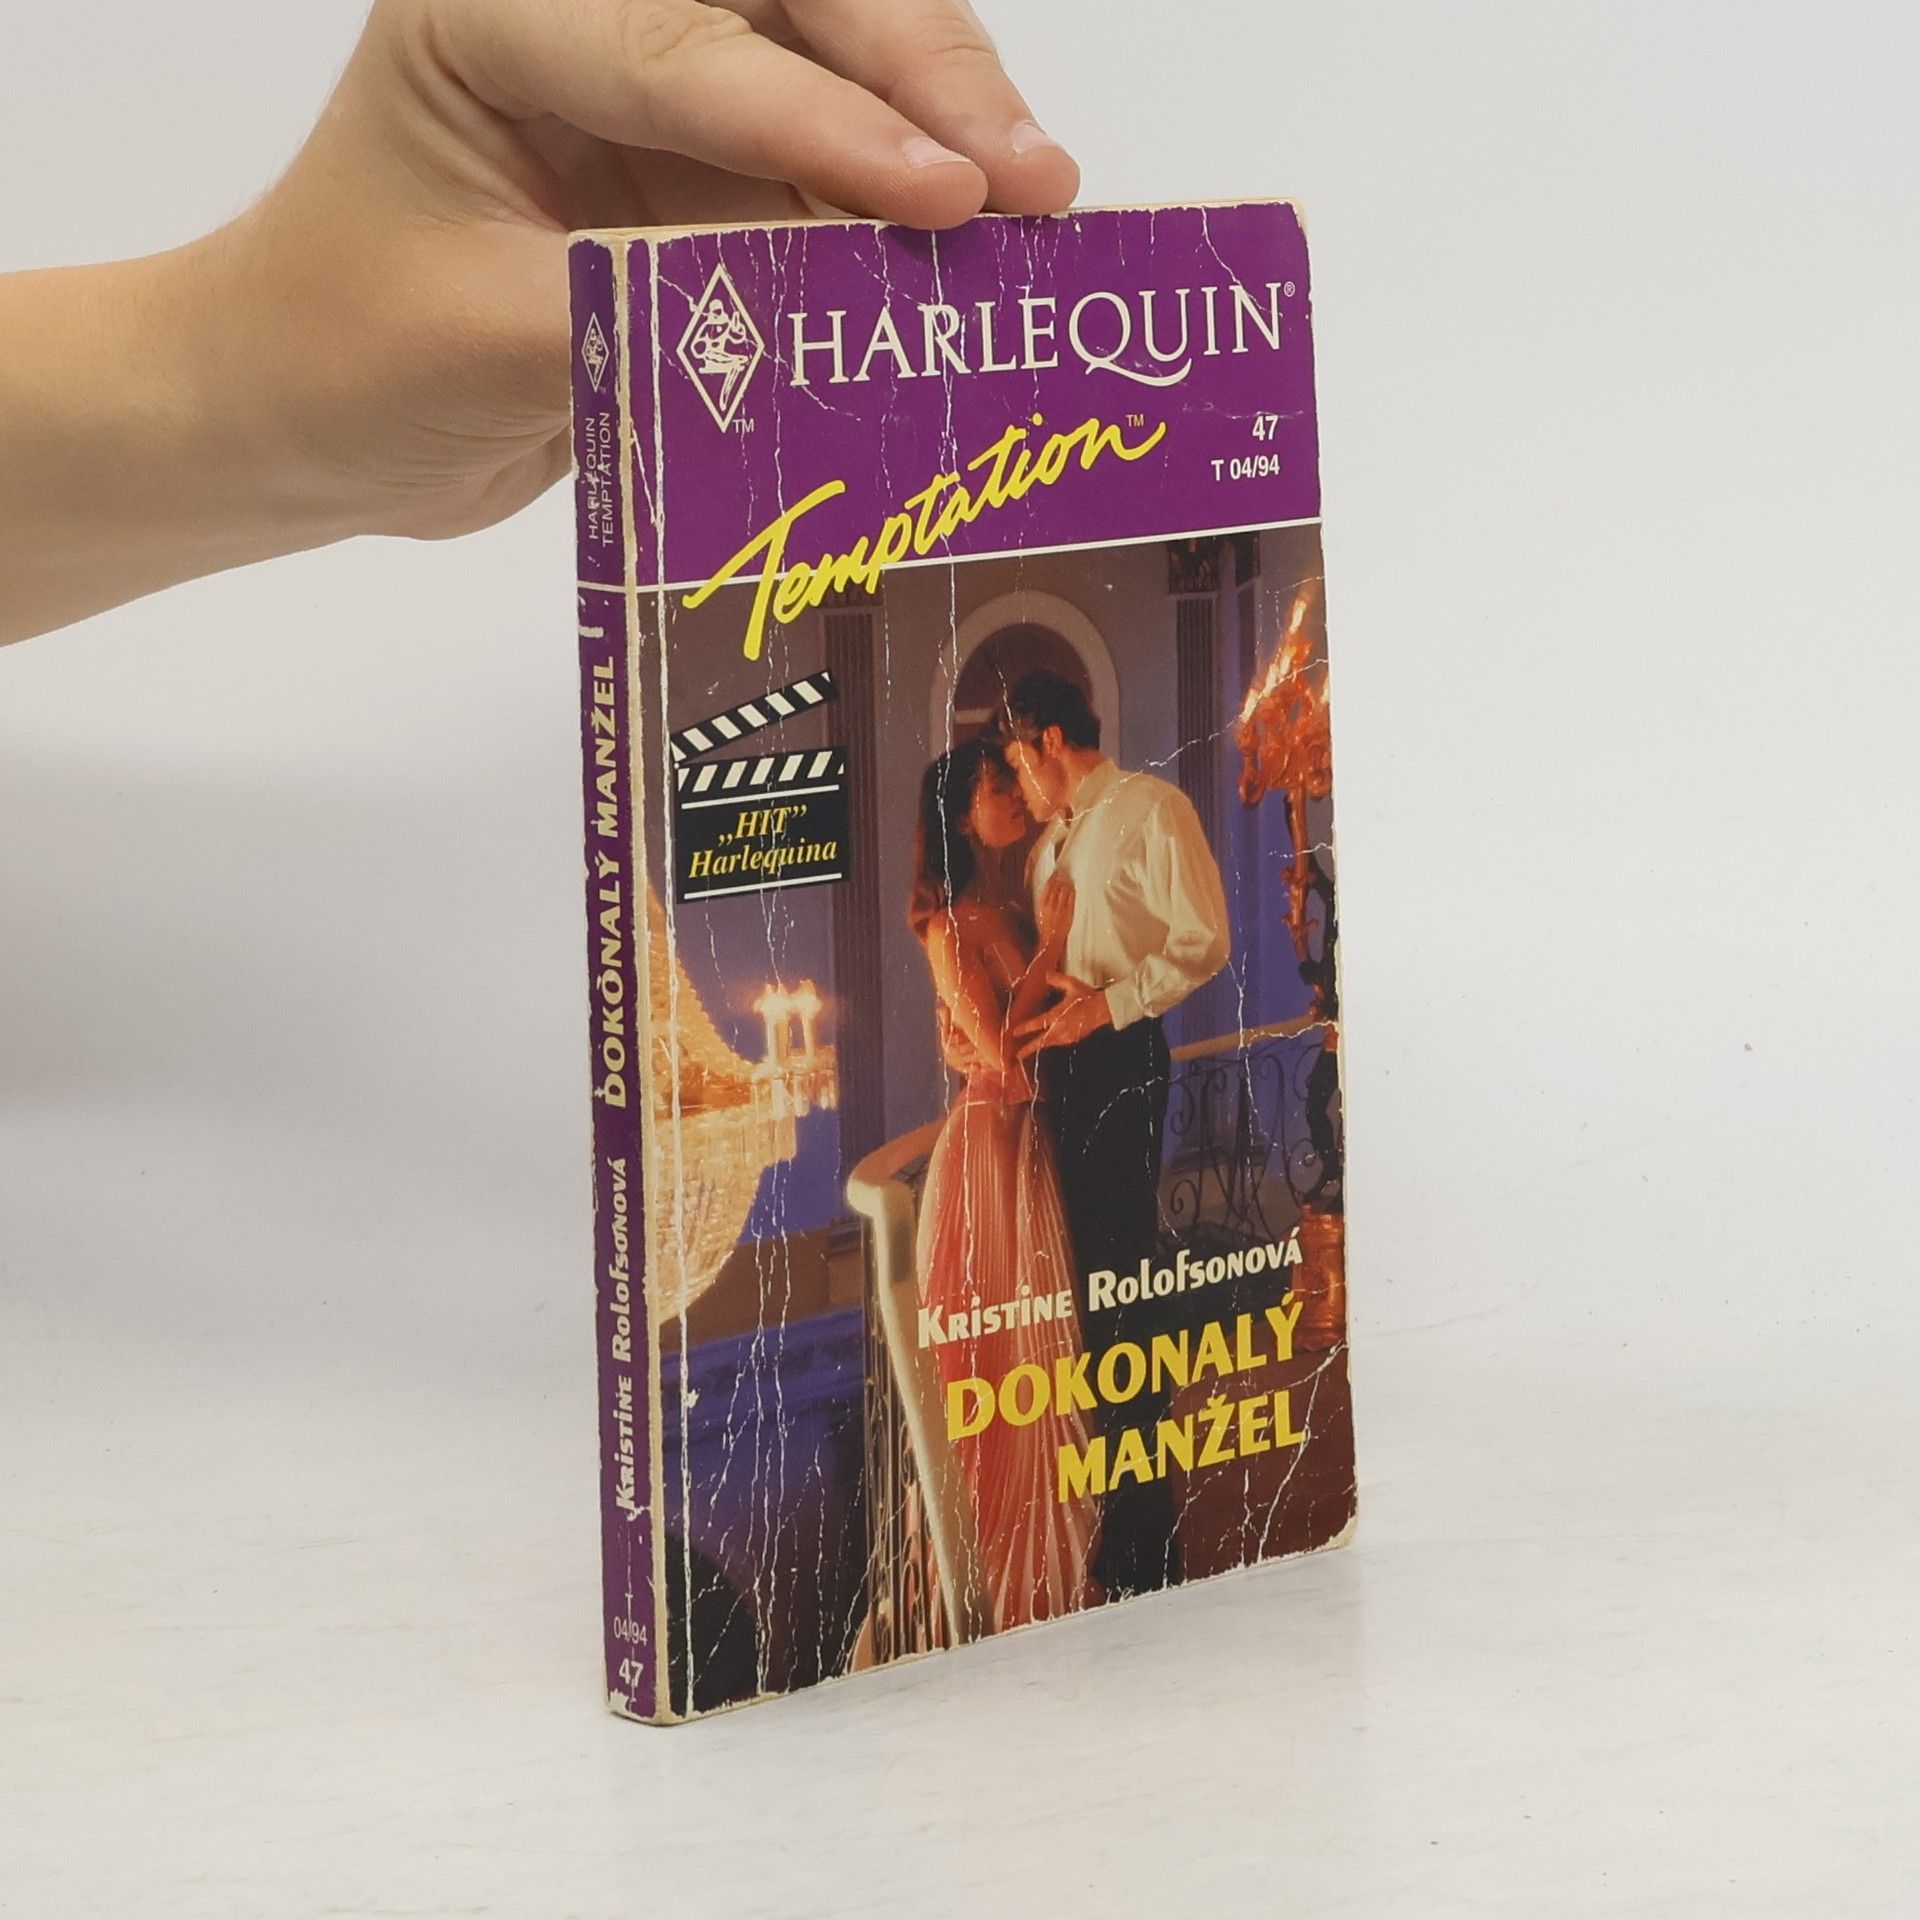 HARLEQUIN®
TM
Temptation™
47
T 04/94
„HIT”
Harlequina
Kristine Rolofsonová
DOKONALÝ
MANŽEL
HARLEQUIN
TEMPTATION
DOKONALÝ MANŽEL
Kristine Rolofsonová
T
04/94
47